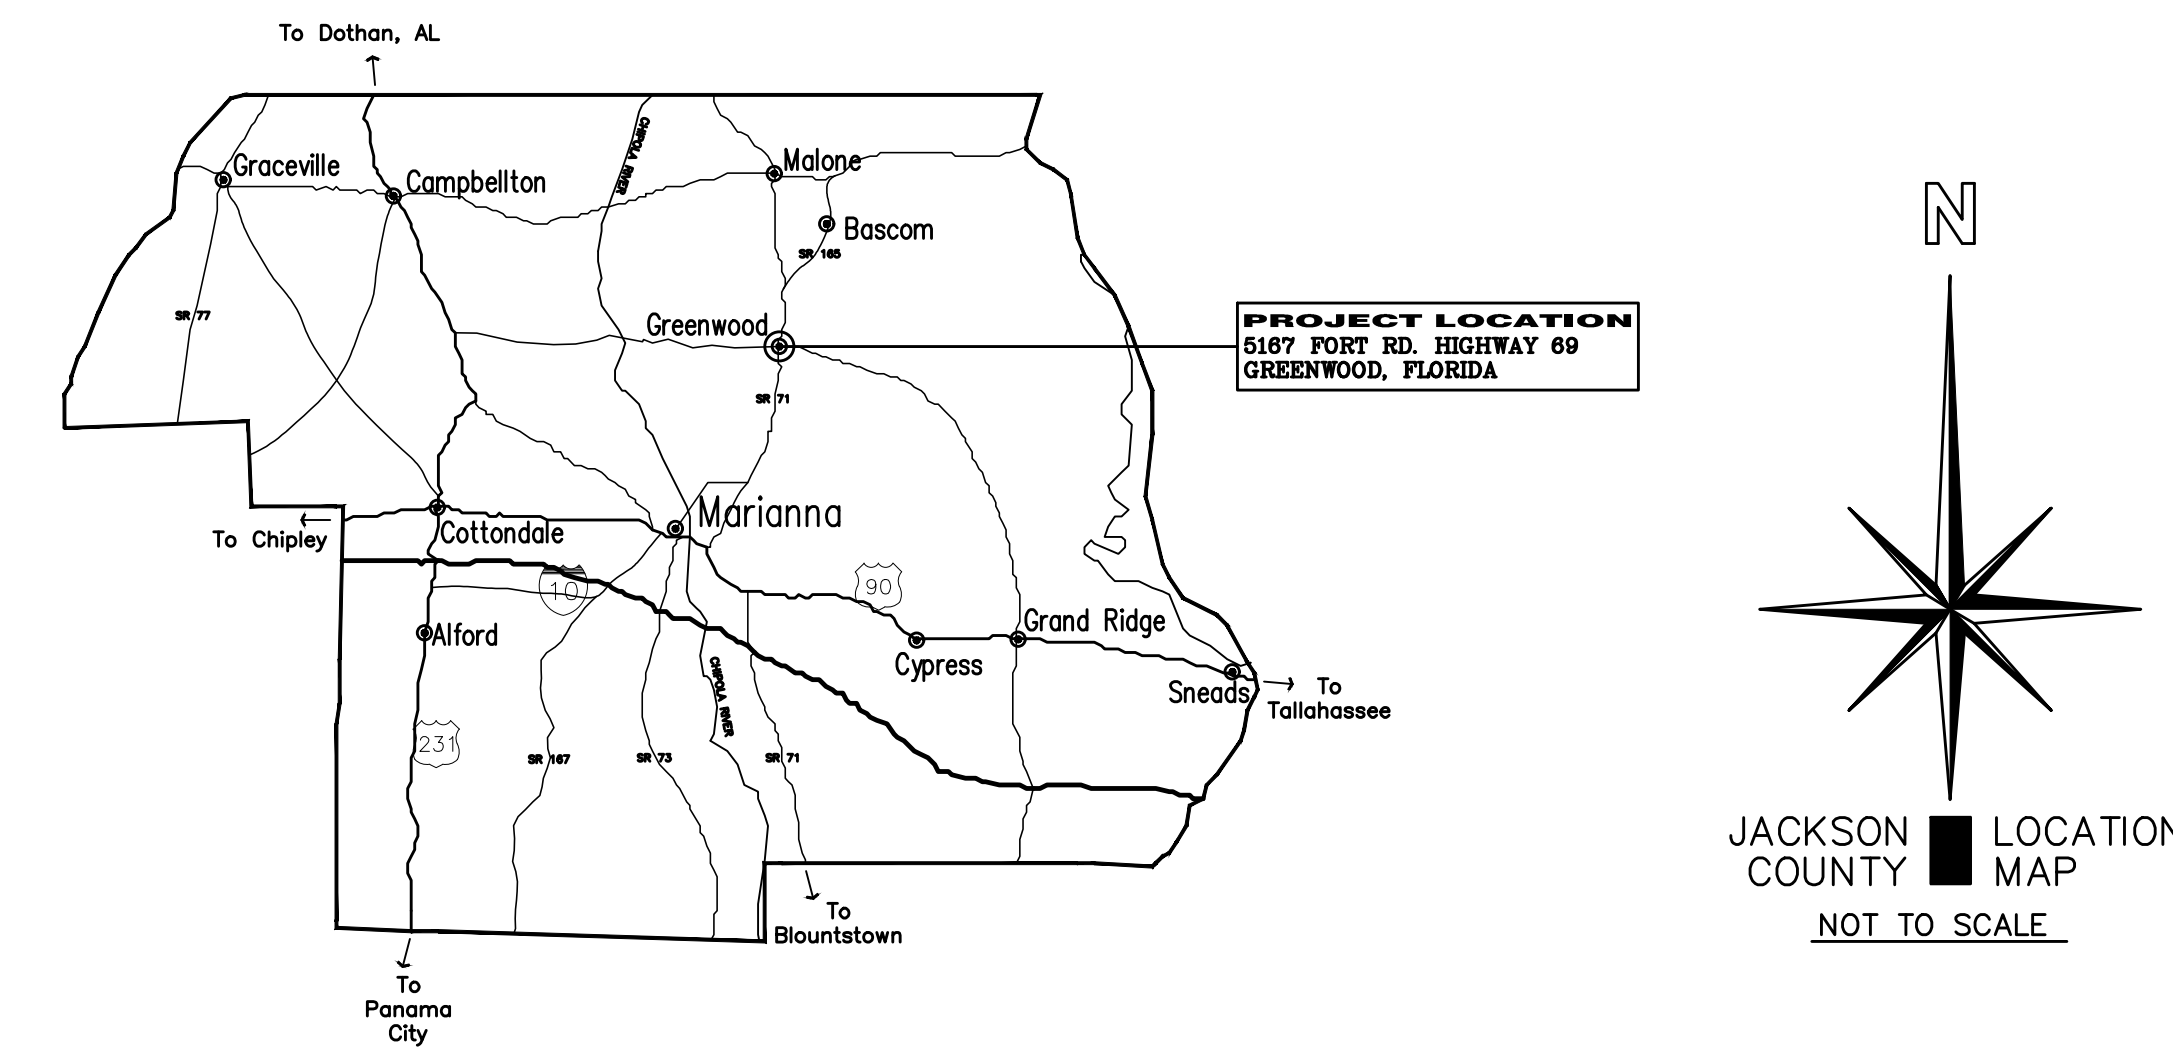 To Dothan, AL
Graceville
Campbellton
CHIPOLA RIVER
Malone
Bascom
SR 165
SR 77
Greenwood
PROJECT LOCATION
5167 FORT RD. HIGHWAY 69
GREENWOOD, FLORIDA
N
SR 71
Marianna
Cottondale
To Chipley
10
90
Alford
Grand Ridge
Cypress
Sneads
To
Tallahassee
231
SR 167
SR 73
CHIPOLA RIVER
SR 71
JACKSON
COUNTY
LOCATION
MAP
NOT TO SCALE
To
Blountstown
To
Panama
City